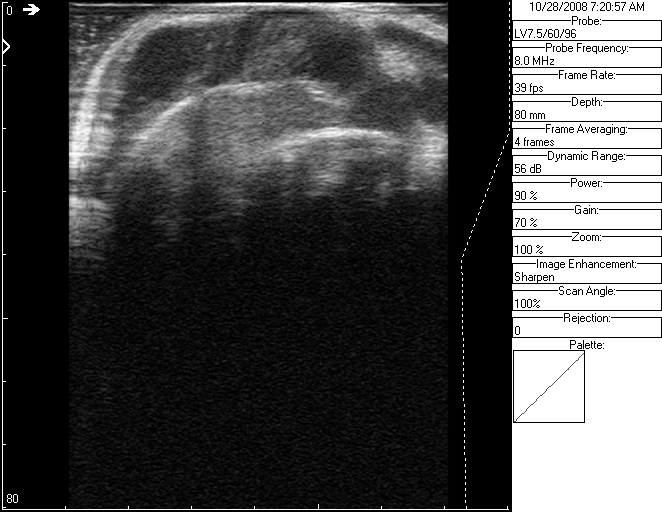 0
80
10/28/2008 7:20:57 AM
Probe:
LV7.5/60/96
Probe Frequency:
8.0 MHz
Frame Rate:
39 fps
Depth:
80 mm
Frame Averaging:
4 frames
Dynamic Range:
56 dB
Power:
90 %
Gain:
70 %
Zoom:
100 %
Image Enhancement:
Sharpen
Scan Angle:
100%
Rejection:
0
Palette: